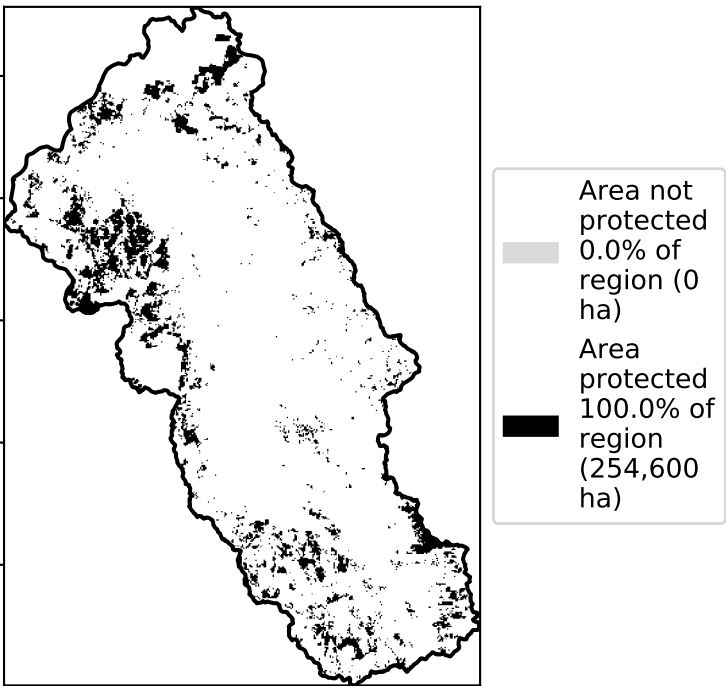 Area not
protected
0.0% of
region (0
ha)
Area
protected
100.0% of
region
(254,600
ha)